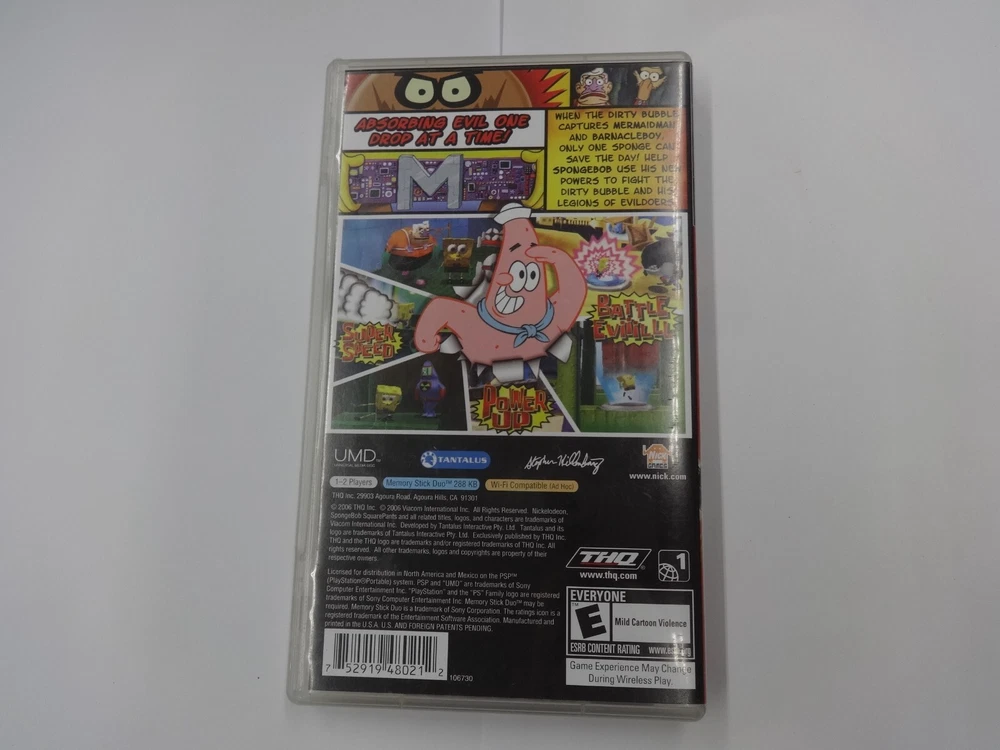 ABSORBING EVIL ONE
DROP AT A TIME!
WHEN THE DIRTY BUBBLE
CAPTURES MERMAIDMAN
AND BARNACLEBOY,
ONLY ONE SPONGE CAN
SAVE THE DAY! HELP
SPONGEBOB USE HIS NEW
POWERS TO FIGHT THE
DIRTY BUBBLE AND HIS
LEGIONS OF EVILDOERS
M
SUPER
SPEED
BATTLE
EVIIILLL!
POWER
UP
UMD™
TANTALUS
Stephen Hillenburg
NICK
www.nick.com
1-2 Players
Memory Stick Duo™ 288 KB
Wi-Fi Compatible (Ad Hoc)
THQ Inc. 29903 Agoura Road, Agoura Hills, CA 91301
© 2006 THQ Inc. © 2006 Viacom International Inc. All Rights Reserved. Nickelodeon,
SpongeBob SquarePants and all related titles, logos, and characters are trademarks of
Viacom International Inc. Developed by Tantalus Interactive Pty. Ltd. Tantalus and its
logo are trademarks of Tantalus Interactive Pty. Ltd. Exclusively published by THQ Inc.
THQ and the THQ logo are trademarks and/or registered trademarks of THQ Inc. All
rights reserved. All other trademarks, logos and copyrights are property of their
respective owners.
Licensed for distribution in North America and Mexico on the PSP™
(PlayStation®Portable) system. PSP and "UMD" are trademarks of Sony
Computer Entertainment Inc. "PlayStation" and the "PS" Family logo are registered
trademarks of Sony Computer Entertainment Inc. Memory Stick Duo™ may be
required. Memory Stick Duo is a trademark of Sony Corporation. The ratings icon is a
registered trademark of the Entertainment Software Association. Manufactured and
printed in the U.S.A. U.S. AND FOREIGN PATENTS PENDING.
THQ®
www.thq.com
1
EVERYONE
E
Mild Cartoon Violence
ESRB CONTENT RATING www.esrb.org
Game Experience May Change
During Wireless Play.
7 52919 48021 2
106730